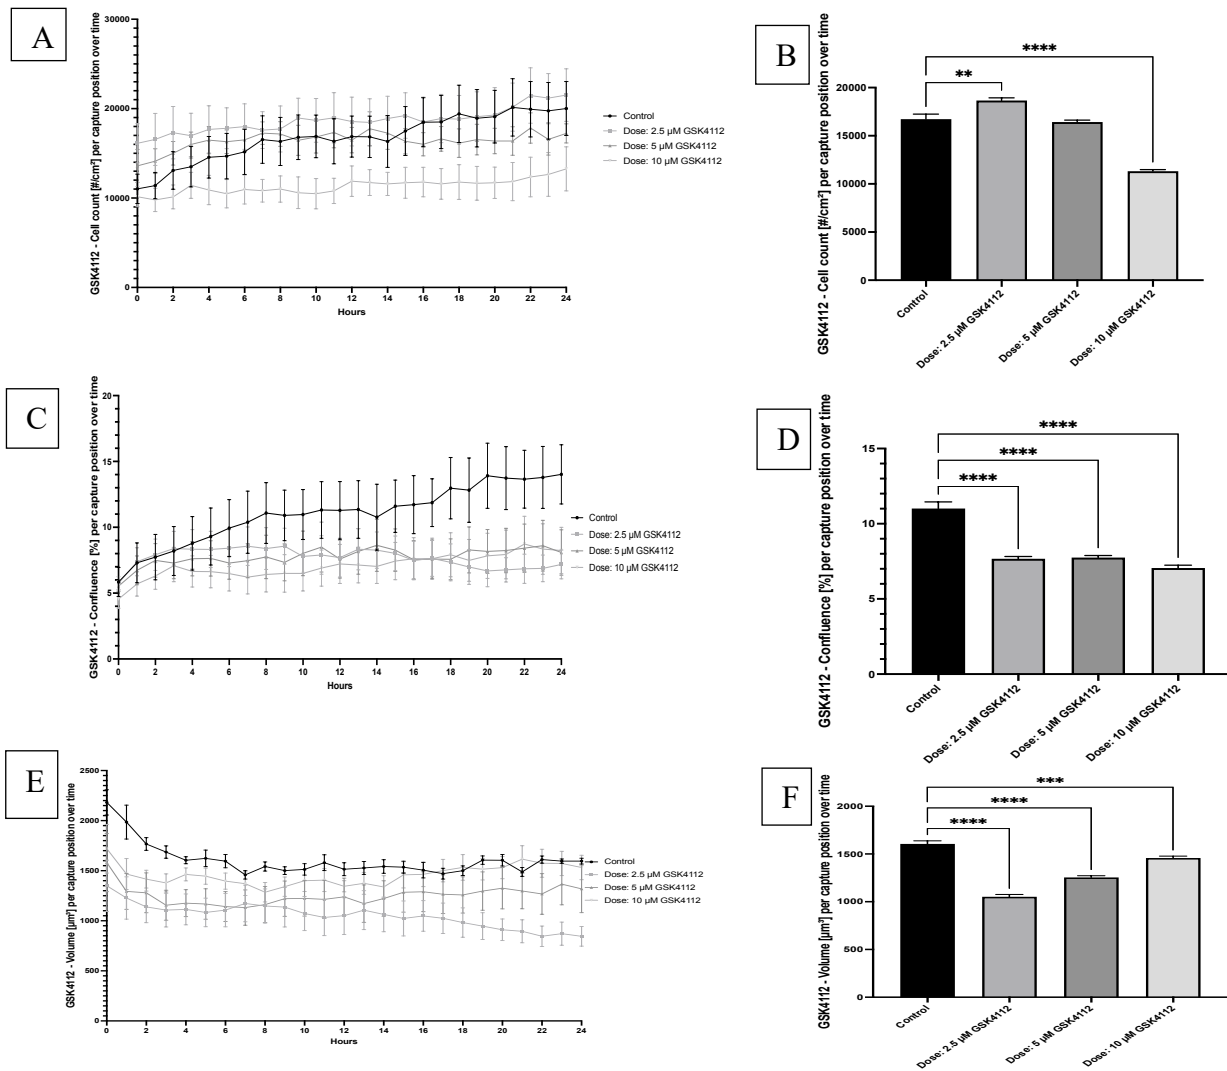 A
GSK4112 - Cell count [#/cm²] per capture position over time
30000
20000
10000
0
0 2 4 6 8 10 12 14 16 18 20 22 24
Hours
Control
Dose: 2.5 µM GSK4112
Dose: 5 µM GSK4112
Dose: 10 µM GSK4112
B
GSK4112 - Cell count [#/cm²] per capture position over time
20000
15000
10000
5000
0
****
**
Control
Dose: 2.5 µM GSK4112
Dose: 5 µM GSK4112
Dose: 10 µM GSK4112
C
GSK4112 - Confluence [%] per capture position over time
20
15
10
5
0
0 2 4 6 8 10 12 14 16 18 20 22 24
Hours
Control
Dose: 2.5 µM GSK4112
Dose: 5 µM GSK4112
Dose: 10 µM GSK4112
D
GSK4112 - Confluence [%] per capture position over time
15
10
5
0
****
****
****
Control
Dose: 2.5 µM GSK4112
Dose: 5 µM GSK4112
Dose: 10 µM GSK4112
E
GSK4112 - Volume [µm³] per capture position over time
2500
2000
1500
1000
500
0
0 2 4 6 8 10 12 14 16 18 20 22 24
Hours
Control
Dose: 2.5 µM GSK4112
Dose: 5 µM GSK4112
Dose: 10 µM GSK4112
F
GSK4112 - Volume [µm³] per capture position over time
2000
1500
1000
500
0
***
****
****
Control
Dose: 2.5 µM GSK4112
Dose: 5 µM GSK4112
Dose: 10 µM GSK4112